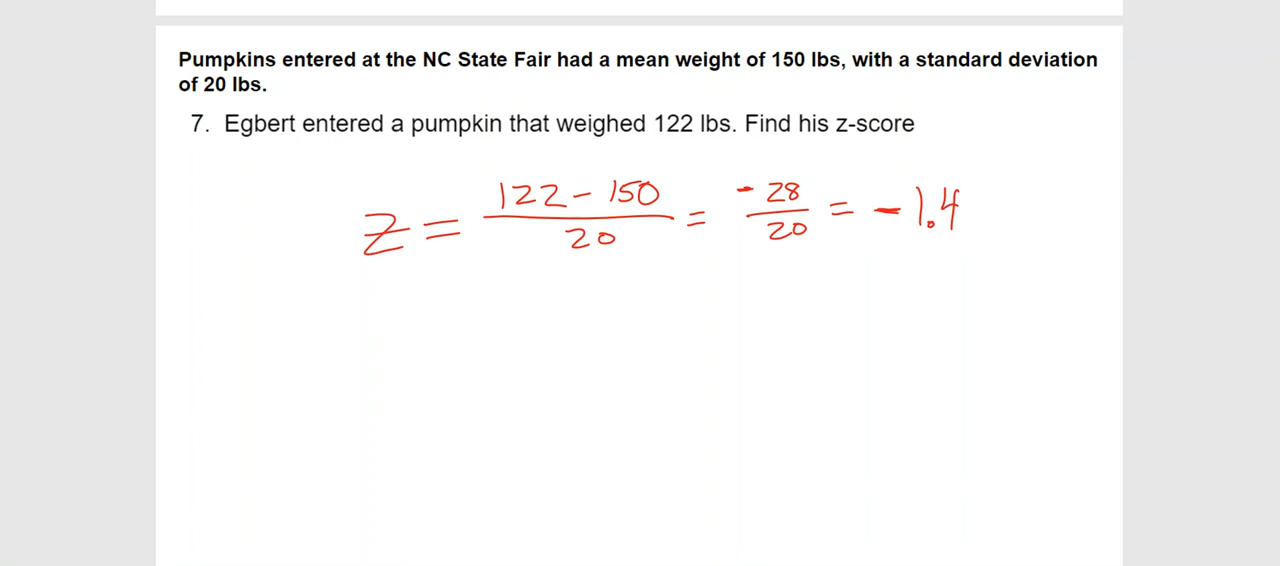 Pumpkins entered at the NC State Fair had a mean weight of 150 lbs, with a standard deviation
of 20 lbs.
7. Egbert entered a pumpkin that weighed 122 lbs. Find his z-score
z = (122 - 150)/20 = -28/20 = -1.4